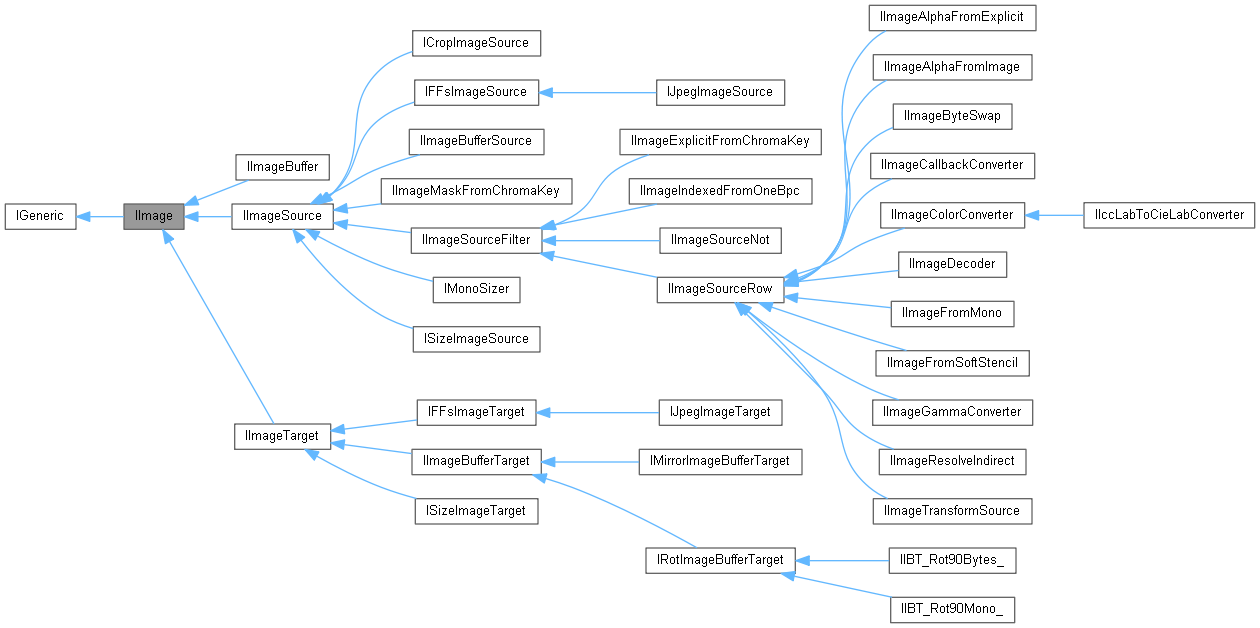 IImageAlphaFromExplicit
ICropImageSource
IImageAlphaFromImage
IFFsImageSource
IJpegImageSource
IImageByteSwap
IImageBufferSource
IImageExplicitFromChromaKey
IImageBuffer
IImageCallbackConverter
IImageMaskFromChromaKey
IImageIndexedFromOneBpc
IGeneric
IImage
IImageSource
IImageColorConverter
IIccLabToCieLabConverter
IImageSourceFilter
IImageSourceNot
IImageDecoder
IMonoSizer
IImageSourceRow
IImageFromMono
ISizeImageSource
IImageFromSoftStencil
IFFsImageTarget
IJpegImageTarget
IImageGammaConverter
IImageTarget
IImageBufferTarget
IMirrorImageBufferTarget
IImageResolveIndirect
ISizeImageTarget
IImageTransformSource
IRotImageBufferTarget
IIBT_Rot90Bytes_
IIBT_Rot90Mono_